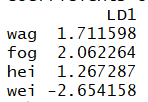 LD1
wag 1.711598
fog 2.062264
hei 1.267287
wei -2.654158